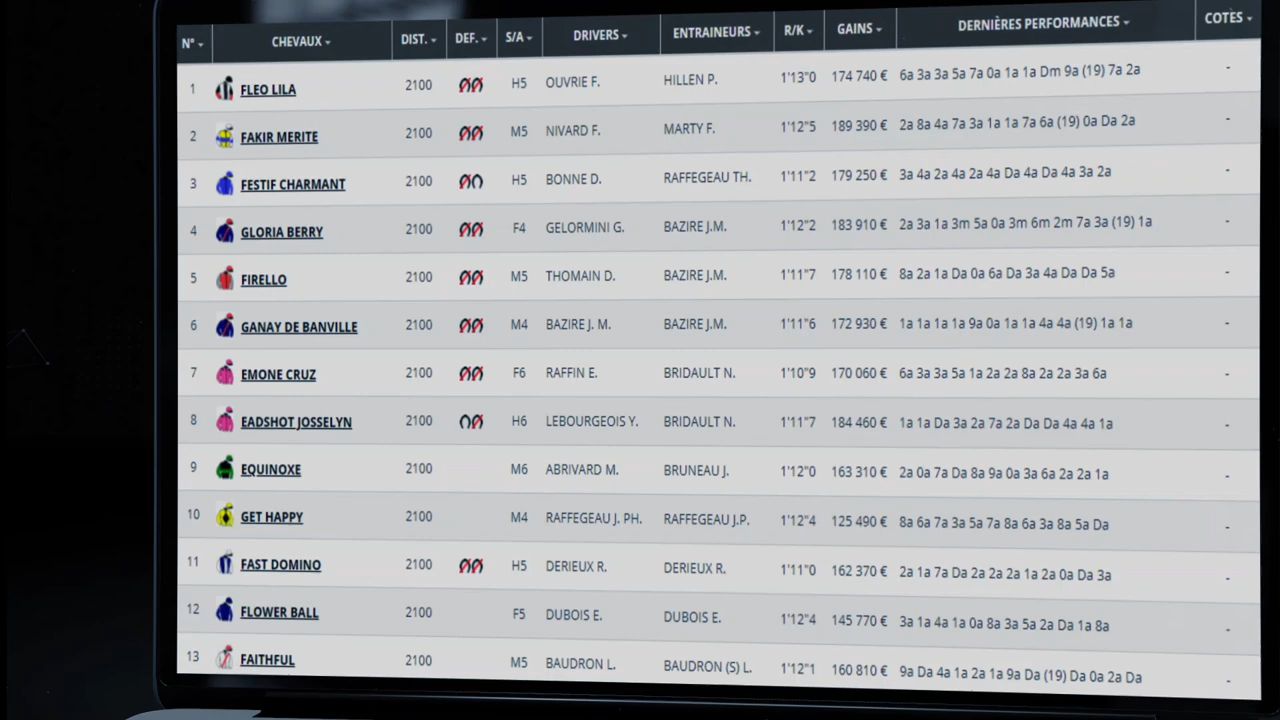 N° CHEVAUX DIST. DEF. S/A DRIVERS ENTRAINEURS R/K GAINS DERNIÈRES PERFORMANCES COTES
1 FLEO LILA 2100 H5 OUVRIE F. HILLEN P. 1'13"0 174 740 € 6a 3a 3a 5a 7a 0a 1a 1a Dm 9a (19) 7a 2a -
2 FAKIR MERITE 2100 M5 NIVARD F. MARTY F. 1'12"5 189 390 € 2a 8a 4a 7a 3a 1a 1a 7a 6a (19) 0a Da 2a -
3 FESTIF CHARMANT 2100 H5 BONNE D. RAFFEGEAU TH. 1'11"2 179 250 € 3a 4a 2a 4a 2a 4a Da 4a Da 4a 3a 2a -
4 GLORIA BERRY 2100 F4 GELORMINI G. BAZIRE J.M. 1'12"2 183 910 € 2a 3a 1a 3m 5a 0a 3m 6m 2m 7a 3a (19) 1a -
5 FIRELLO 2100 M5 THOMAIN D. BAZIRE J.M. 1'11"7 178 110 € 8a 2a 1a Da 0a 6a Da 3a 4a Da Da 5a -
6 GANAY DE BANVILLE 2100 M4 BAZIRE J. M. BAZIRE J.M. 1'11"6 172 930 € 1a 1a 1a 1a 9a 0a 1a 1a 4a 4a (19) 1a 1a -
7 EMONE CRUZ 2100 F6 RAFFIN E. BRIDAULT N. 1'10"9 170 060 € 6a 3a 3a 5a 1a 2a 2a 8a 2a 2a 3a 6a -
8 EADSHOT JOSSELYN 2100 H6 LEBOURGEOIS Y. BRIDAULT N. 1'11"7 184 460 € 1a 1a Da 3a 2a 7a 2a Da Da 4a 4a 1a -
9 EQUINOXE 2100 M6 ABRIVARD M. BRUNEAU J. 1'12"0 163 310 € 2a 0a 7a Da 8a 9a 0a 3a 6a 2a 2a 1a -
10 GET HAPPY 2100 M4 RAFFEGEAU J. PH. RAFFEGEAU J.P. 1'12"4 125 490 € 8a 6a 7a 3a 5a 7a 8a 6a 3a 8a 5a Da -
11 FAST DOMINO 2100 H5 DERIEUX R. DERIEUX R. 1'11"0 162 370 € 2a 1a 7a Da 2a 2a 2a 1a 2a 0a Da 3a -
12 FLOWER BALL 2100 F5 DUBOIS E. DUBOIS E. 1'12"4 145 770 € 3a 1a 4a 1a 0a 8a 3a 5a 2a Da 1a 8a -
13 FAITHFUL 2100 M5 BAUDRON L. BAUDRON (S) L. 1'12"1 160 810 € 9a Da 4a 1a 2a 1a 9a Da (19) Da 0a 2a Da -